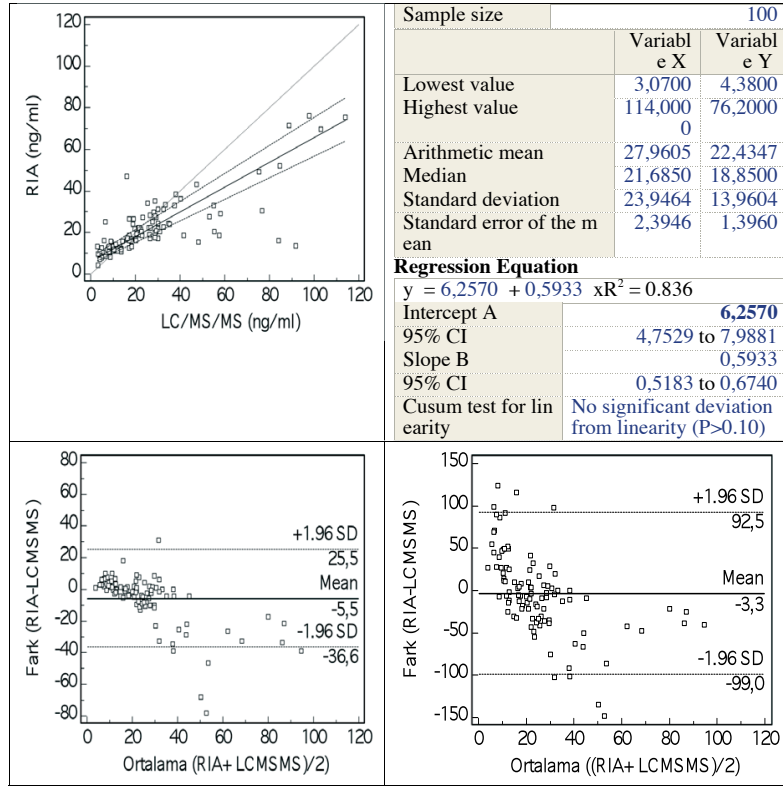 120
100
80
60
40
20
0
RIA (ng/ml)
0 20 40 60 80 100 120
LC/MS/MS (ng/ml)
Sample size 100
Variabl Variabl
e X e Y
Lowest value 3,0700 4,3800
Highest value 114,000 76,2000
0
Arithmetic mean 27,9605 22,4347
Median 21,6850 18,8500
Standard deviation 23,9464 13,9604
Standard error of the m 2,3946 1,3960
ean
Regression Equation
y = 6,2570 + 0,5933 xR² = 0.836
Intercept A 6,2570
95% CI 4,7529 to 7,9881
Slope B 0,5933
95% CI 0,5183 to 0,6740
Cusum test for lin No significant deviation
earity from linearity (P>0.10)
80
60
40
20
0
-20
-40
-60
-80
Fark (RIA-LCMSMS)
+1.96 SD
25,5
Mean
-5,5
-1.96 SD
-36,6
0 20 40 60 80 100 120
Ortalama (RIA+ LCMSMS)/2)
150
100
50
0
-50
-100
-150
Fark (RIA-LCMSMS)
+1.96 SD
92,5
Mean
-3,3
-1.96 SD
-99,0
0 20 40 60 80 100 120
Ortalama ((RIA+ LCMSMS)/2)